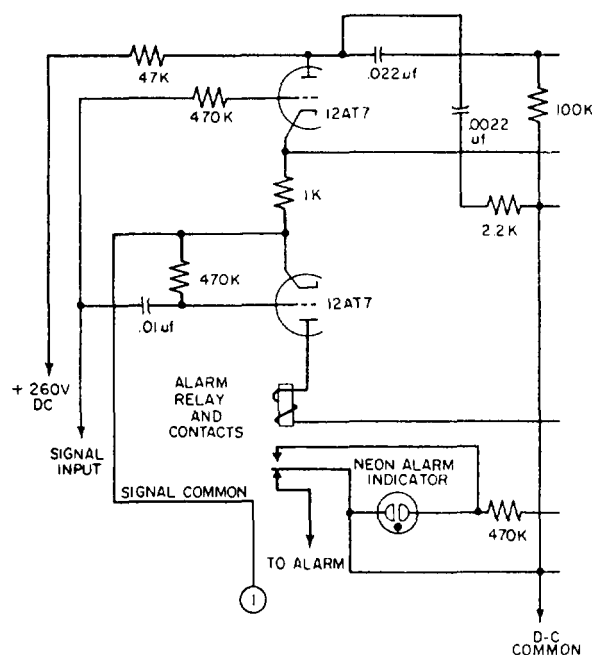 47K
.022uf
470K
12AT7
.0022
uf
100K
1K
2.2K
470K
12AT7
.01uf
+ 260V
DC
ALARM
RELAY
AND
CONTACTS
SIGNAL
INPUT
NEON ALARM
INDICATOR
SIGNAL COMMON
470K
TO ALARM
1
D-C
COMMON